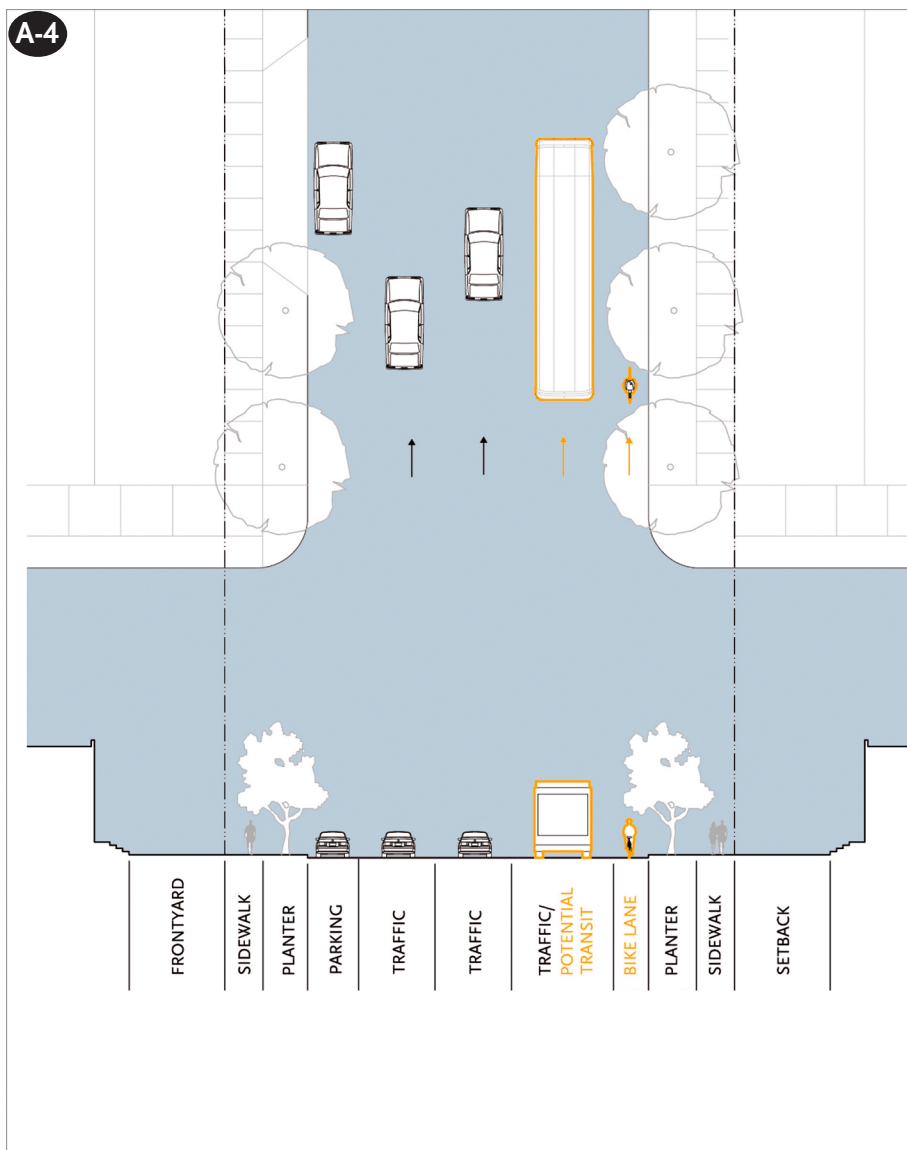 A-4
FRONTYARD
SIDEWALK
PLANTER
PARKING
TRAFFIC
TRAFFIC
TRAFFIC/
POTENTIAL
TRANSIT
BIKE LANE
PLANTER
SIDEWALK
SETBACK